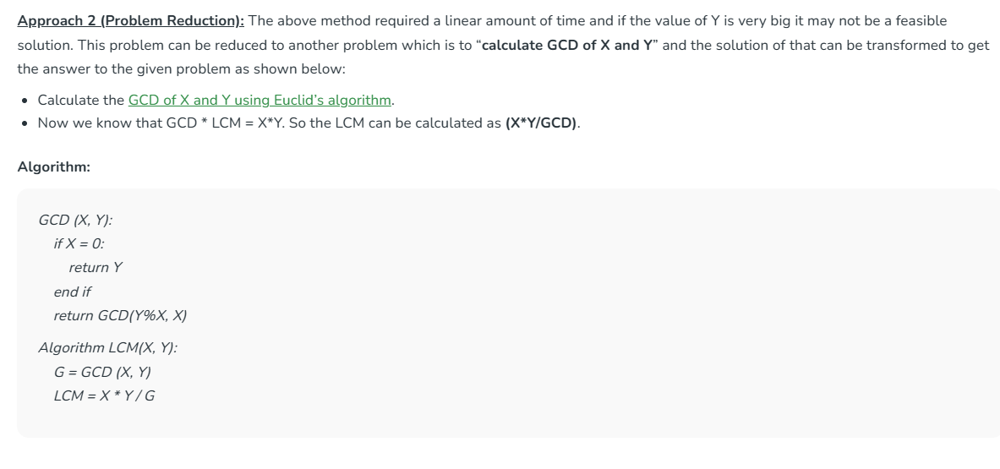 Approach 2 (Problem Reduction): The above method required a linear amount of time and if the value of Y is very big it may not be a feasible
solution. This problem can be reduced to another problem which is to “calculate GCD of X and Y” and the solution of that can be transformed to get
the answer to the given problem as shown below:
• Calculate the GCD of X and Y using Euclid’s algorithm.
• Now we know that GCD * LCM = X*Y. So the LCM can be calculated as (X*Y/GCD).
Algorithm:
GCD (X, Y):
if X = 0:
return Y
end if
return GCD(Y%X, X)
Algorithm LCM(X, Y):
G = GCD (X, Y)
LCM = X * Y / G